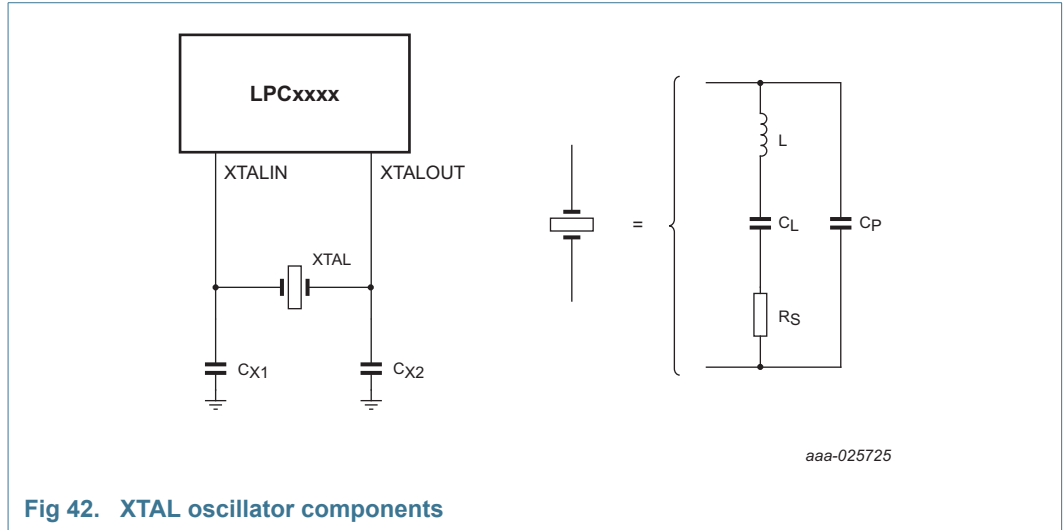 LPCxxxx
XTALIN
XTALOUT
XTAL
CX1
CX2
=
L
CL
CP
RS
aaa-025725
Fig 42. XTAL oscillator components